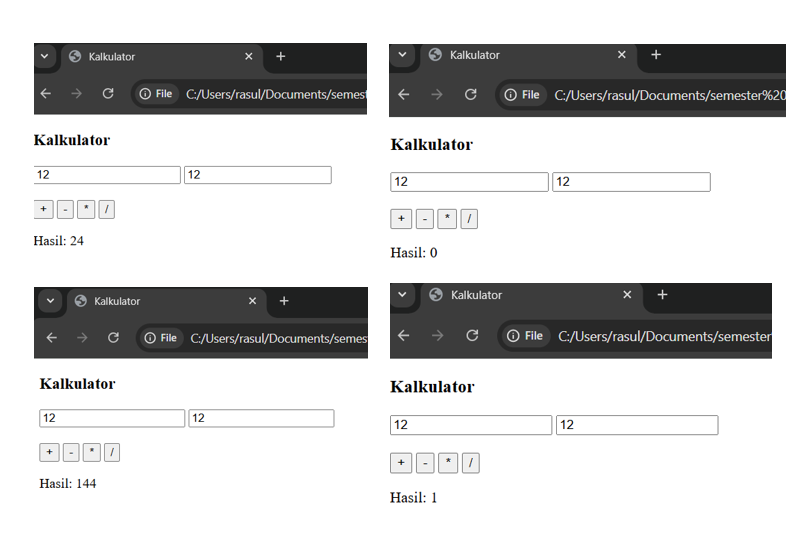 Kalkulator
File C:/Users/rasul/Documents/semest
Kalkulator
12 12
+ - * /
Hasil: 24
Kalkulator
File C:/Users/rasul/Documents/semester%20
Kalkulator
12 12
+ - * /
Hasil: 0
Kalkulator
File C:/Users/rasul/Documents/semes
Kalkulator
12 12
+ - * /
Hasil: 144
Kalkulator
File C:/Users/rasul/Documents/semester
Kalkulator
12 12
+ - * /
Hasil: 1